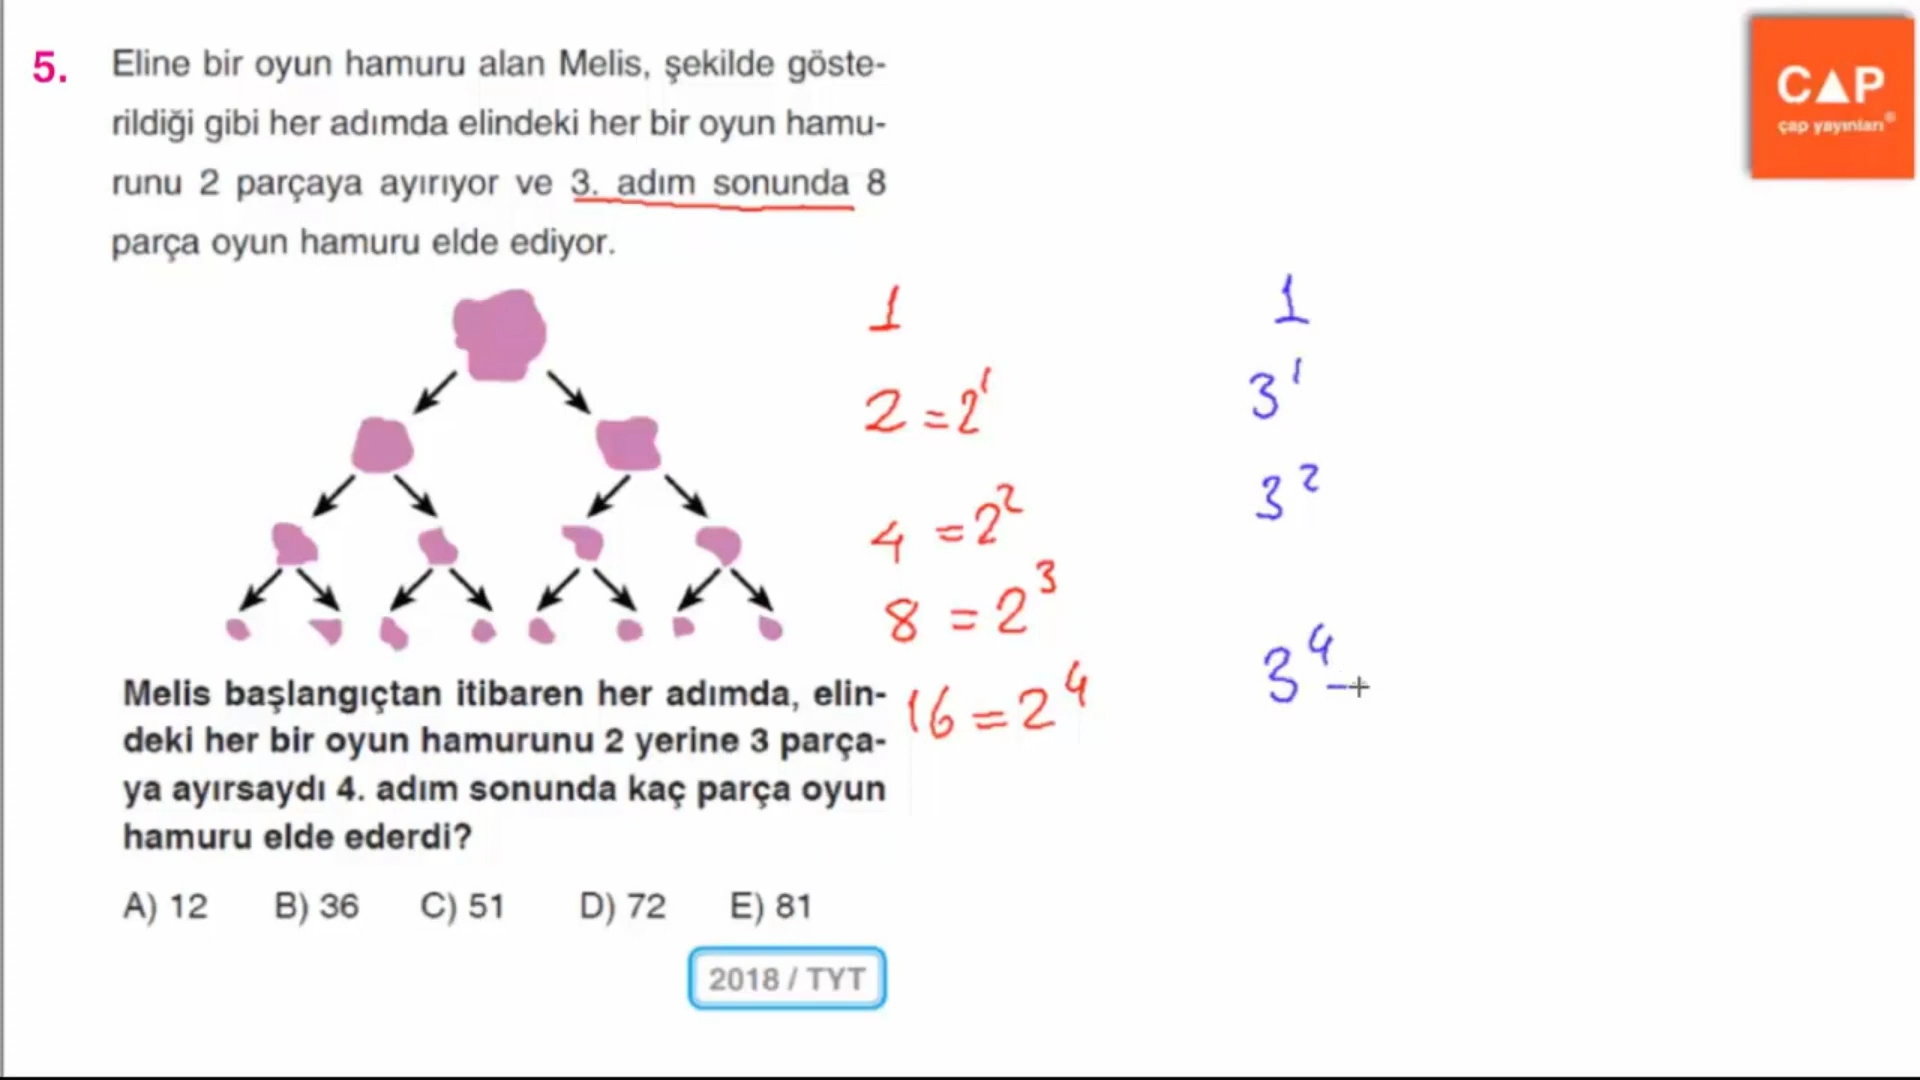 5. Eline bir oyun hamuru alan Melis, şekilde göste-
rildiği gibi her adımda elindeki her bir oyun hamu-
runu 2 parçaya ayırıyor ve 3. adım sonunda 8
parça oyun hamuru elde ediyor.
CAP
çap yayınları®
1
2 = 2¹
4 = 2²
8 = 2³
16 = 2⁴
1
3¹
3²
3⁴
Melis başlangıçtan itibaren her adımda, elin-
deki her bir oyun hamurunu 2 yerine 3 parça-
ya ayırsaydı 4. adım sonunda kaç parça oyun
hamuru elde ederdi?
A) 12 B) 36 C) 51 D) 72 E) 81
2018 / TYT